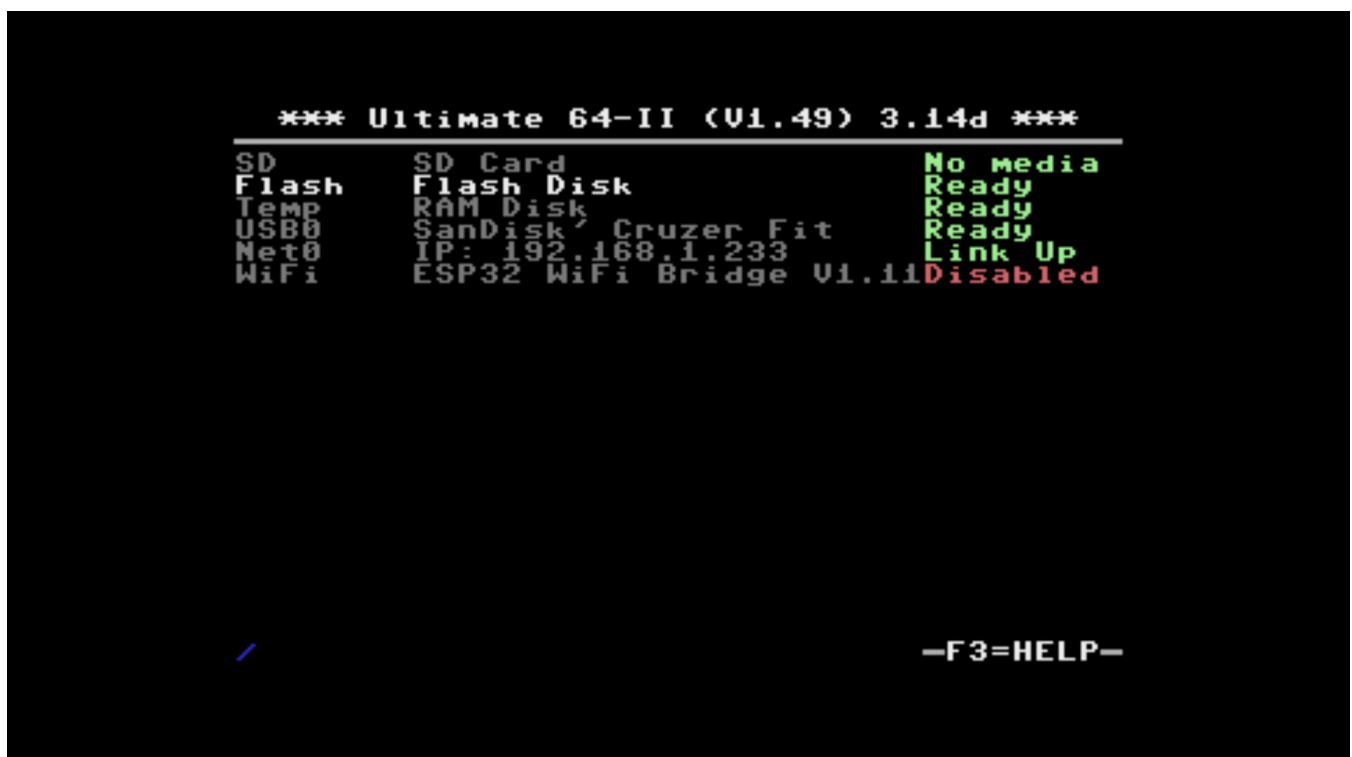 *** Ultimate 64-II (V1.49) 3.14d ***
SD SD Card No media
Flash Flash Disk Ready
Temp RAM Disk Ready
USB0 SanDisk' Cruzer Fit Ready
Net0 IP: 192.168.1.233 Link Up
WiFi ESP32 WiFi Bridge V1.11Disabled
/ -F3=HELP-